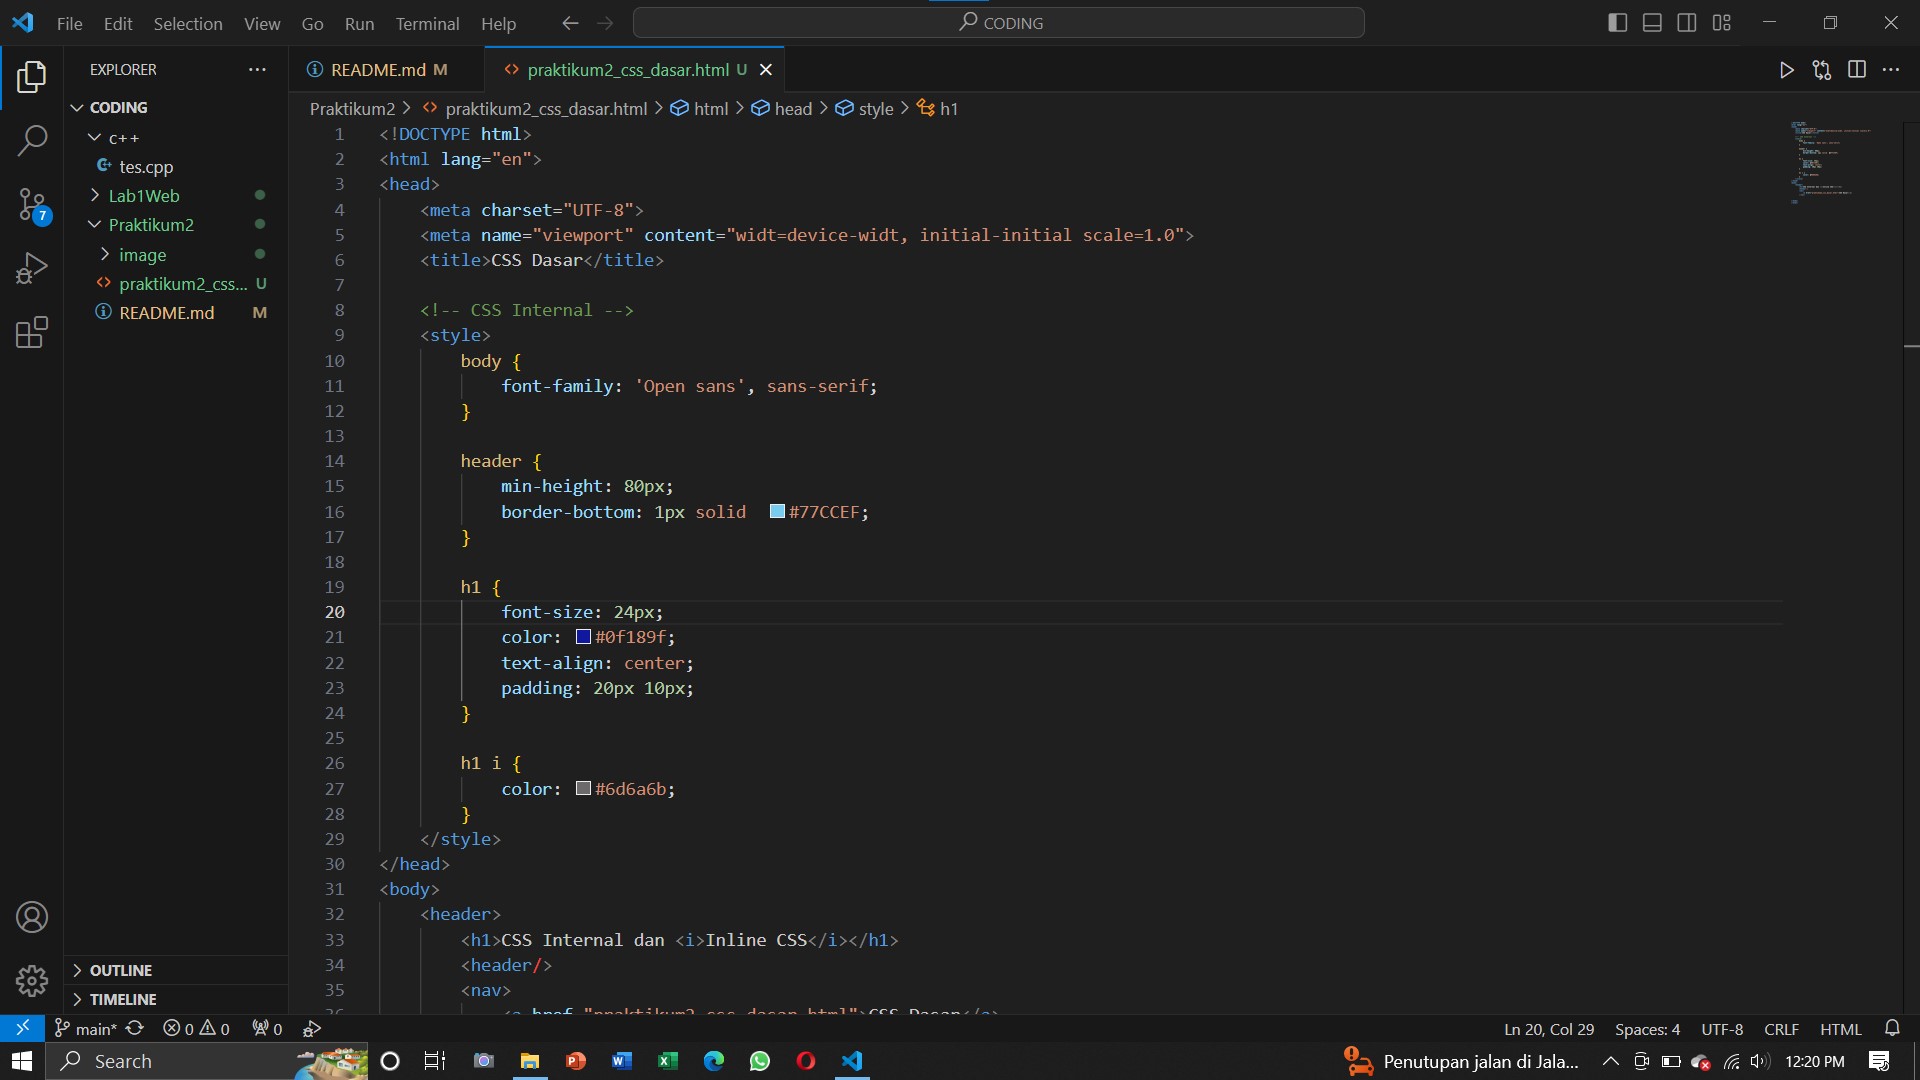 File Edit Selection View Go Run Terminal Help
CODING
EXPLORER
CODING
c++
tes.cpp
Lab1Web
Praktikum2
image
praktikum2_css... U
README.md M
OUTLINE
TIMELINE
7
README.md M
praktikum2_css_dasar.html U
Praktikum2 > praktikum2_css_dasar.html > html > head > style > h1
1 <!DOCTYPE html>
2 <html lang="en">
3 <head>
4 <meta charset="UTF-8">
5 <meta name="viewport" content="widt=device-widt, initial-initial scale=1.0">
6 <title>CSS Dasar</title>
7
8 <!-- CSS Internal -->
9 <style>
10 body {
11 font-family: 'Open sans', sans-serif;
12 }
13
14 header {
15 min-height: 80px;
16 border-bottom: 1px solid #77CCEF;
17 }
18
19 h1 {
20 font-size: 24px;
21 color: #0f189f;
22 text-align: center;
23 padding: 20px 10px;
24 }
25
26 h1 i {
27 color: #6d6a6b;
28 }
29 </style>
30 </head>
31 <body>
32 <header>
33 <h1>CSS Internal dan <i>Inline CSS</i></h1>
34 <header/>
35 <nav>
36 <a href="praktikum2_css_dasar.html">CSS Dasar</a>
main* 0 0 0
Ln 20, Col 29 Spaces: 4 UTF-8 CRLF HTML
Search
Penutupan jalan di Jala...
12:20 PM